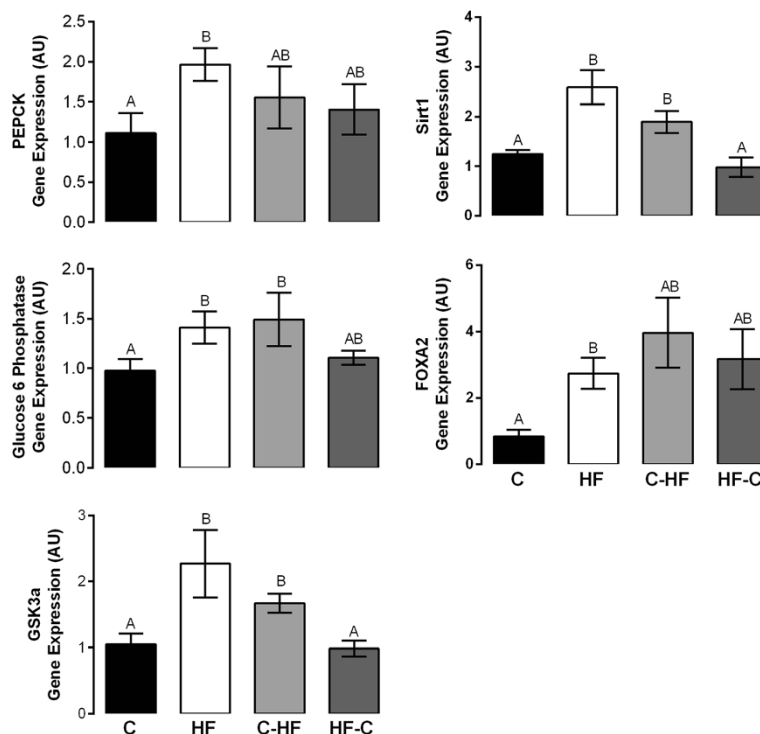 PEPCK
Gene Expression (AU)
2.5
2.0
1.5
1.0
0.5
0.0
A
B
AB
AB
Sirt1
Gene Expression (AU)
4
3
2
1
0
A
B
B
A
Glucose 6 Phosphatase
Gene Expression (AU)
2.0
1.5
1.0
0.5
0.0
A
B
B
AB
FOXA2
Gene Expression (AU)
6
4
2
0
A
B
AB
AB
C HF C-HF HF-C
GSK3a
Gene Expression (AU)
3
2
1
0
A
B
B
A
C HF C-HF HF-C